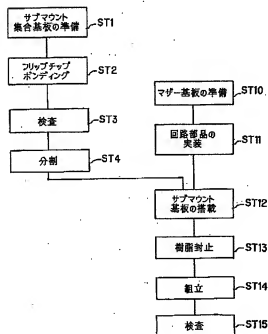 サブマウント
集合基板の準備
ST1
フリップチップ
ボンディング
ST2
検査
ST3
分割
ST4
マザー基板の準備
ST10
回路部品の
実装
ST11
サブマウント
基板の搭載
ST12
樹脂封止
ST13
組立
ST14
検査
ST15